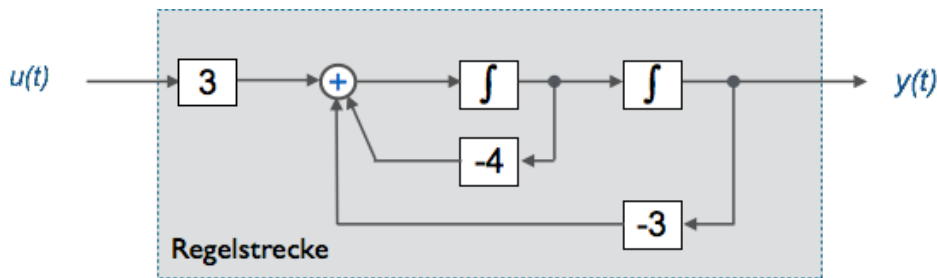 u(t)
3
+
∫
∫
y(t)
-4
-3
Regelstrecke